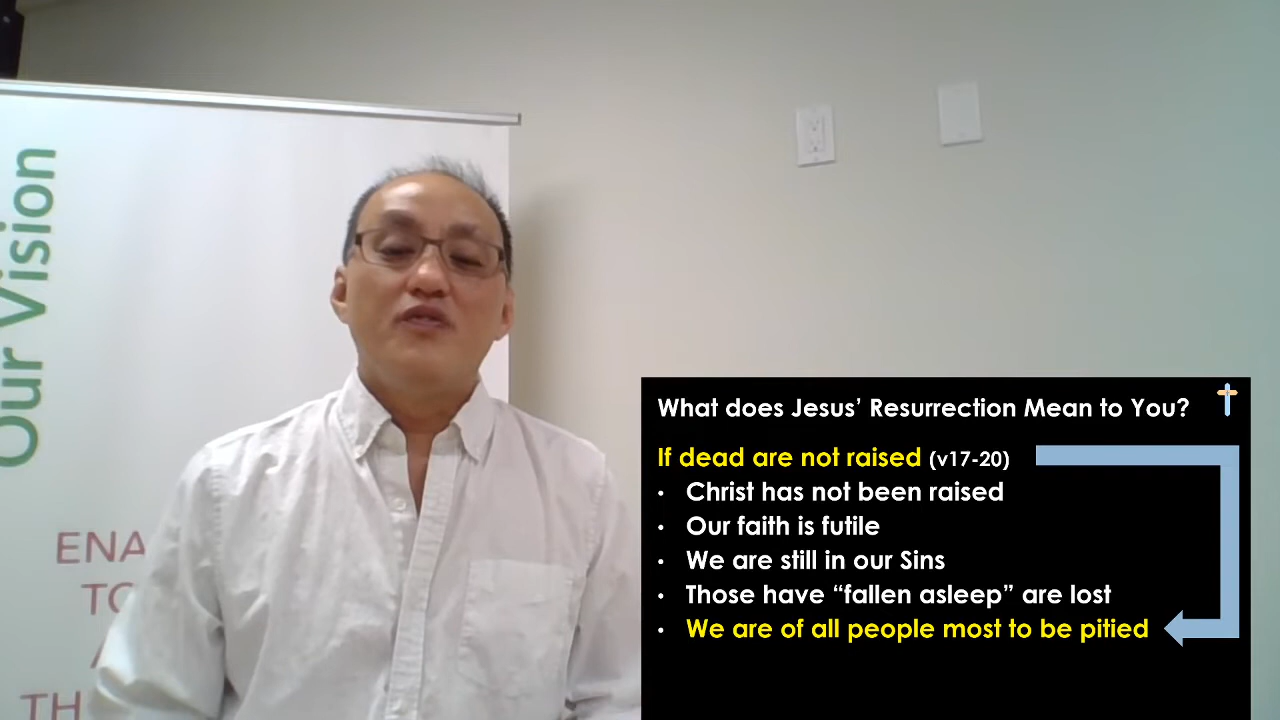 Our Vision
ENA
TO
TH
What does Jesus’ Resurrection Mean to You?
If dead are not raised (v17-20)
• Christ has not been raised
• Our faith is futile
• We are still in our Sins
• Those have “fallen asleep” are lost
• We are of all people most to be pitied